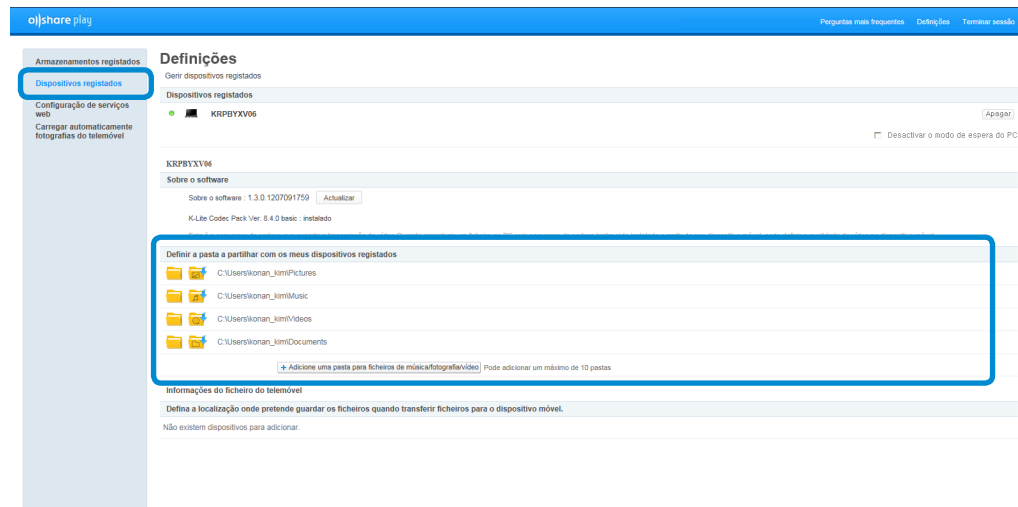 allshare play
Perguntas mais frequentes Definições Terminar sessão
Armazenamentos registados
Dispositivos registados
Configuração de serviços
web
Carregar automaticamente
fotografias do telemóvel
Definições
Gerir dispositivos registados
Dispositivos registados
KRPBYXV06
Apagar
Desactivar o modo de espera do PC
KRPBYXV06
Sobre o software
Sobre o software : 1.3.0.1207091759 Actualizar
K-Lite Codec Pack Ver. 8.4.0 basic : instalado
Definir a pasta a partilhar com os meus dispositivos registados
C:\Users\konan_kim\Pictures
C:\Users\konan_kim\Music
C:\Users\konan_kim\Videos
C:\Users\konan_kim\Documents
+ Adicione uma pasta para ficheiros de música/fotografia/vídeo Pode adicionar um máximo de 10 pastas
Informações do ficheiro do telemóvel
Defina a localização onde pretende guardar os ficheiros quando transferir ficheiros para o dispositivo móvel.
Não existem dispositivos para adicionar.